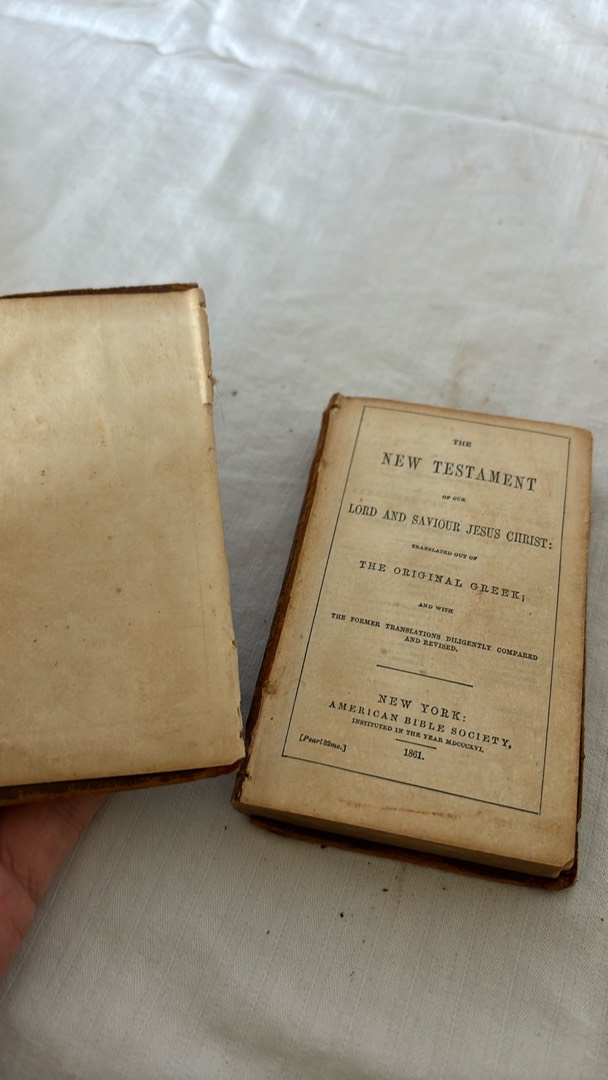 THE
NEW TESTAMENT
OF OUR
LORD AND SAVIOUR JESUS CHRIST:
TRANSLATED OUT OF
THE ORIGINAL GREEK;
AND WITH
THE FORMER TRANSLATIONS DILIGENTLY COMPARED
AND REVISED.
NEW YORK:
AMERICAN BIBLE SOCIETY,
INSTITUTED IN THE YEAR MDCCCXVI.
1861.
[Pearl 32mo.]